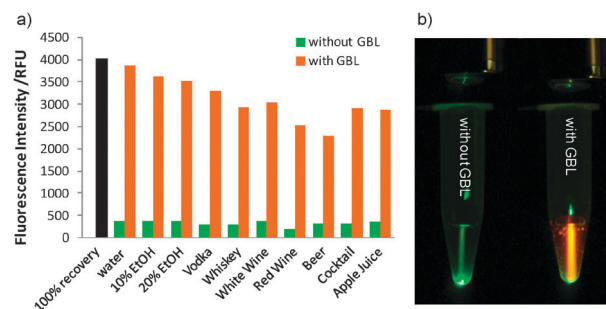 a)
b)
Fluorescence Intensity /RFU
4500
4000
3500
3000
2500
2000
1500
1000
500
0
without GBL
with GBL
100% recovery
water
10% EtOH
20% EtOH
Vodka
Whiskey
White Wine
Red Wine
Beer
Cocktail
Apple Juice
without GBL
with GBL